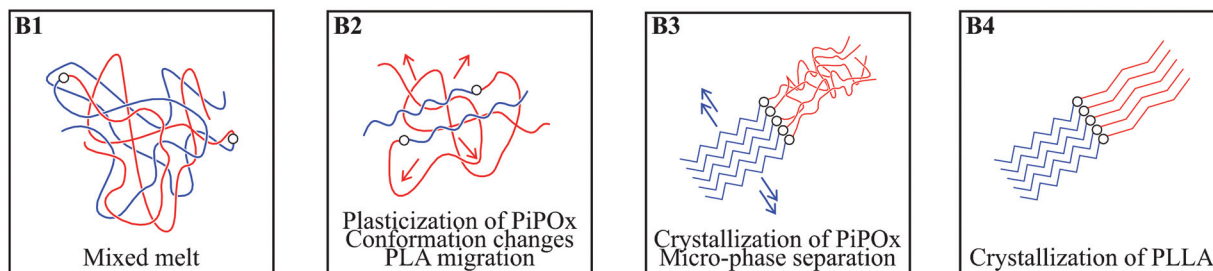 B1
Mixed melt
B2
Plasticization of PiPOx
Conformation changes
PLA migration
B3
Crystallization of PiPOx
Micro-phase separation
B4
Crystallization of PLLA